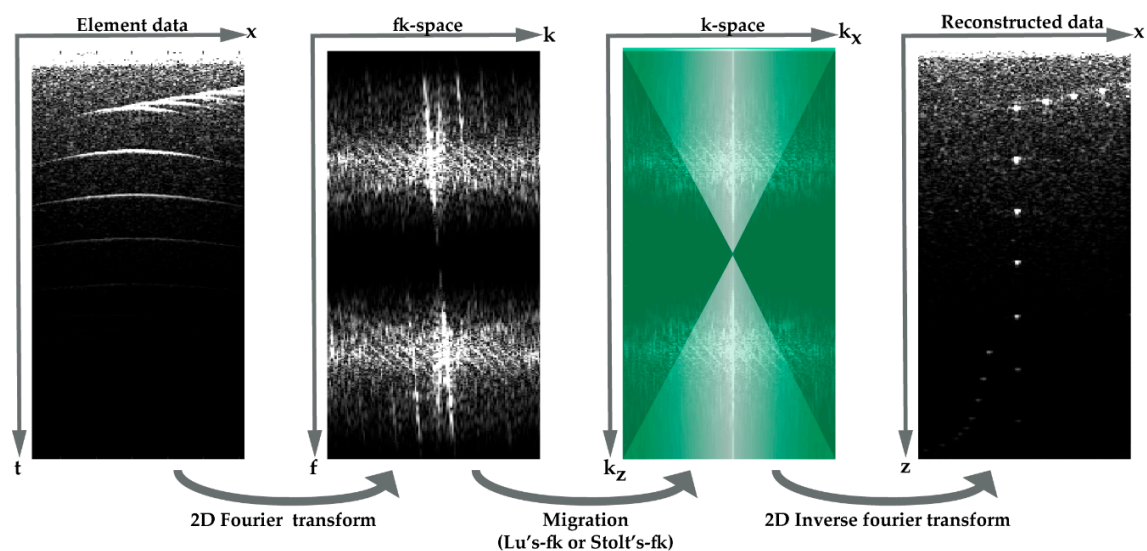 Element data
x
t
fk-space
k
f
k-space
kx
kz
Reconstructed data
x
z
2D Fourier  transform
Migration
(Lu's-fk or Stolt's-fk)
2D Inverse fourier transform